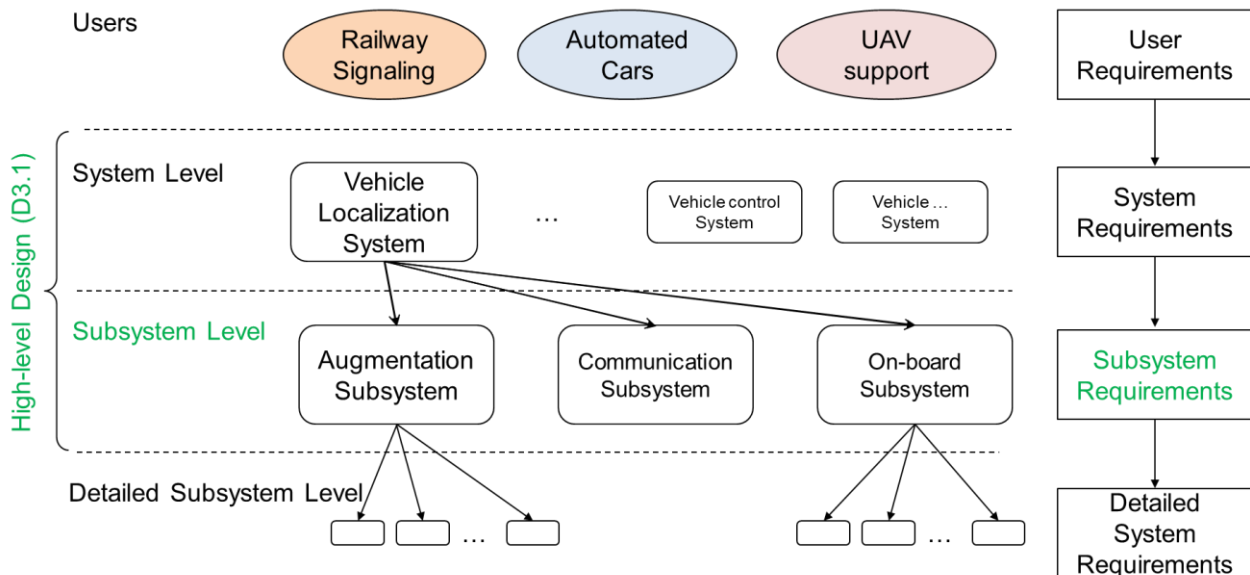 Users
Railway
Signaling
Automated
Cars
UAV
support
User
Requirements
High-level Design (D3.1)
System Level
Vehicle
Localization
System
...
Vehicle control
System
Vehicle ...
System
System
Requirements
Subsystem Level
Augmentation
Subsystem
Communication
Subsystem
On-board
Subsystem
Subsystem
Requirements
Detailed Subsystem Level
...
...
Detailed
System
Requirements